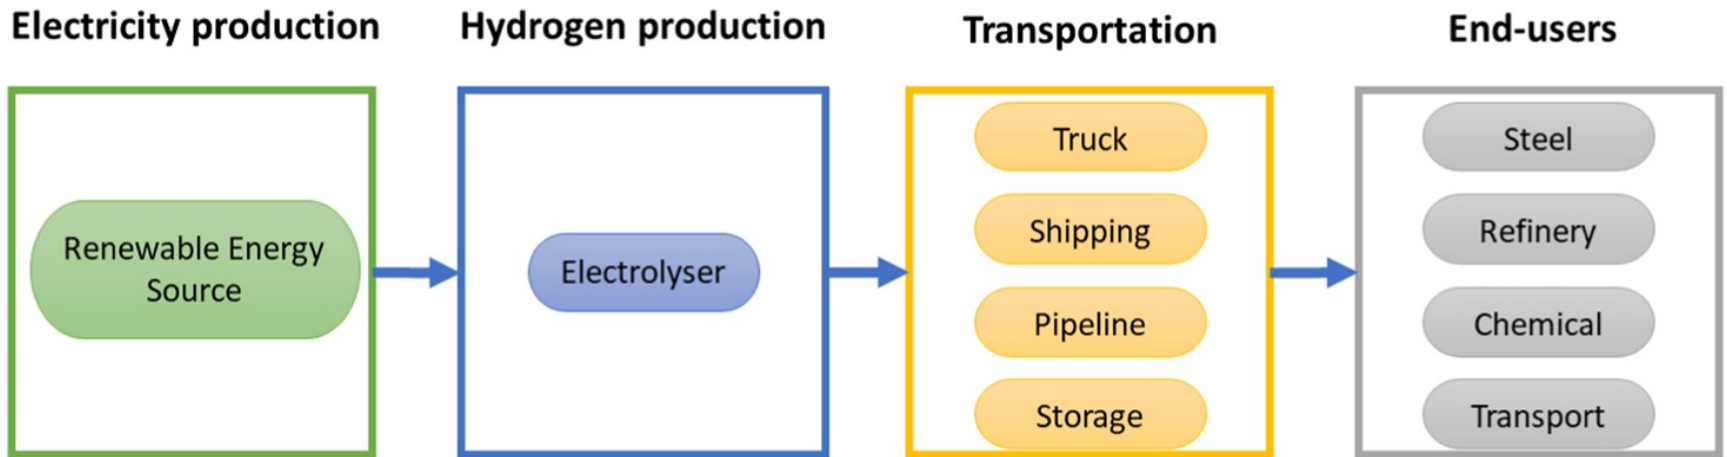 Electricity production
Hydrogen production
Transportation
End-users
Renewable Energy
Source
Electrolyser
Truck
Shipping
Pipeline
Storage
Steel
Refinery
Chemical
Transport